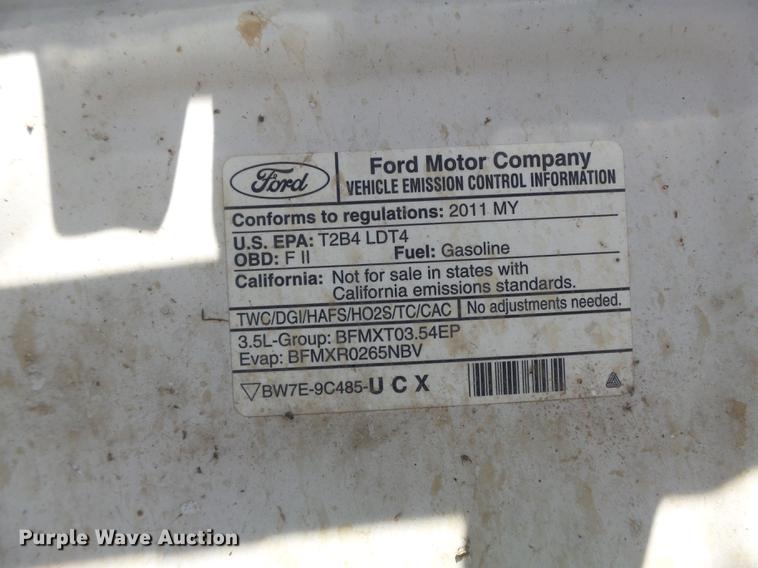 Ford
Ford Motor Company
VEHICLE EMISSION CONTROL INFORMATION
Conforms to regulations: 2011 MY
U.S. EPA: T2B4 LDT4
OBD: F II Fuel: Gasoline
California: Not for sale in states with
California emissions standards.
TWC/DGI/HAFS/HO2S/TC/CAC No adjustments needed.
3.5L-Group: BFMXT03.54EP
Evap: BFMXR0265NBV
BW7E-9C485-UCX
Purple Wave Auction